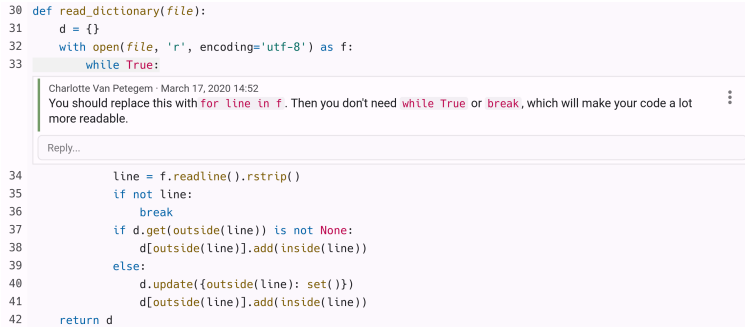 30 def read_dictionary(file):
31     d = {}
32     with open(file, 'r', encoding='utf-8') as f:
33         while True:
Charlotte Van Petegem · March 17, 2020 14:52
You should replace this with for line in f. Then you don't need while True or break, which will make your code a lot
more readable.
Reply...
34             line = f.readline().rstrip()
35             if not line:
36                 break
37             if d.get(outside(line)) is not None:
38                 d[outside(line)].add(inside(line))
39             else:
40                 d.update({outside(line): set()})
41                 d[outside(line)].add(inside(line))
42     return d